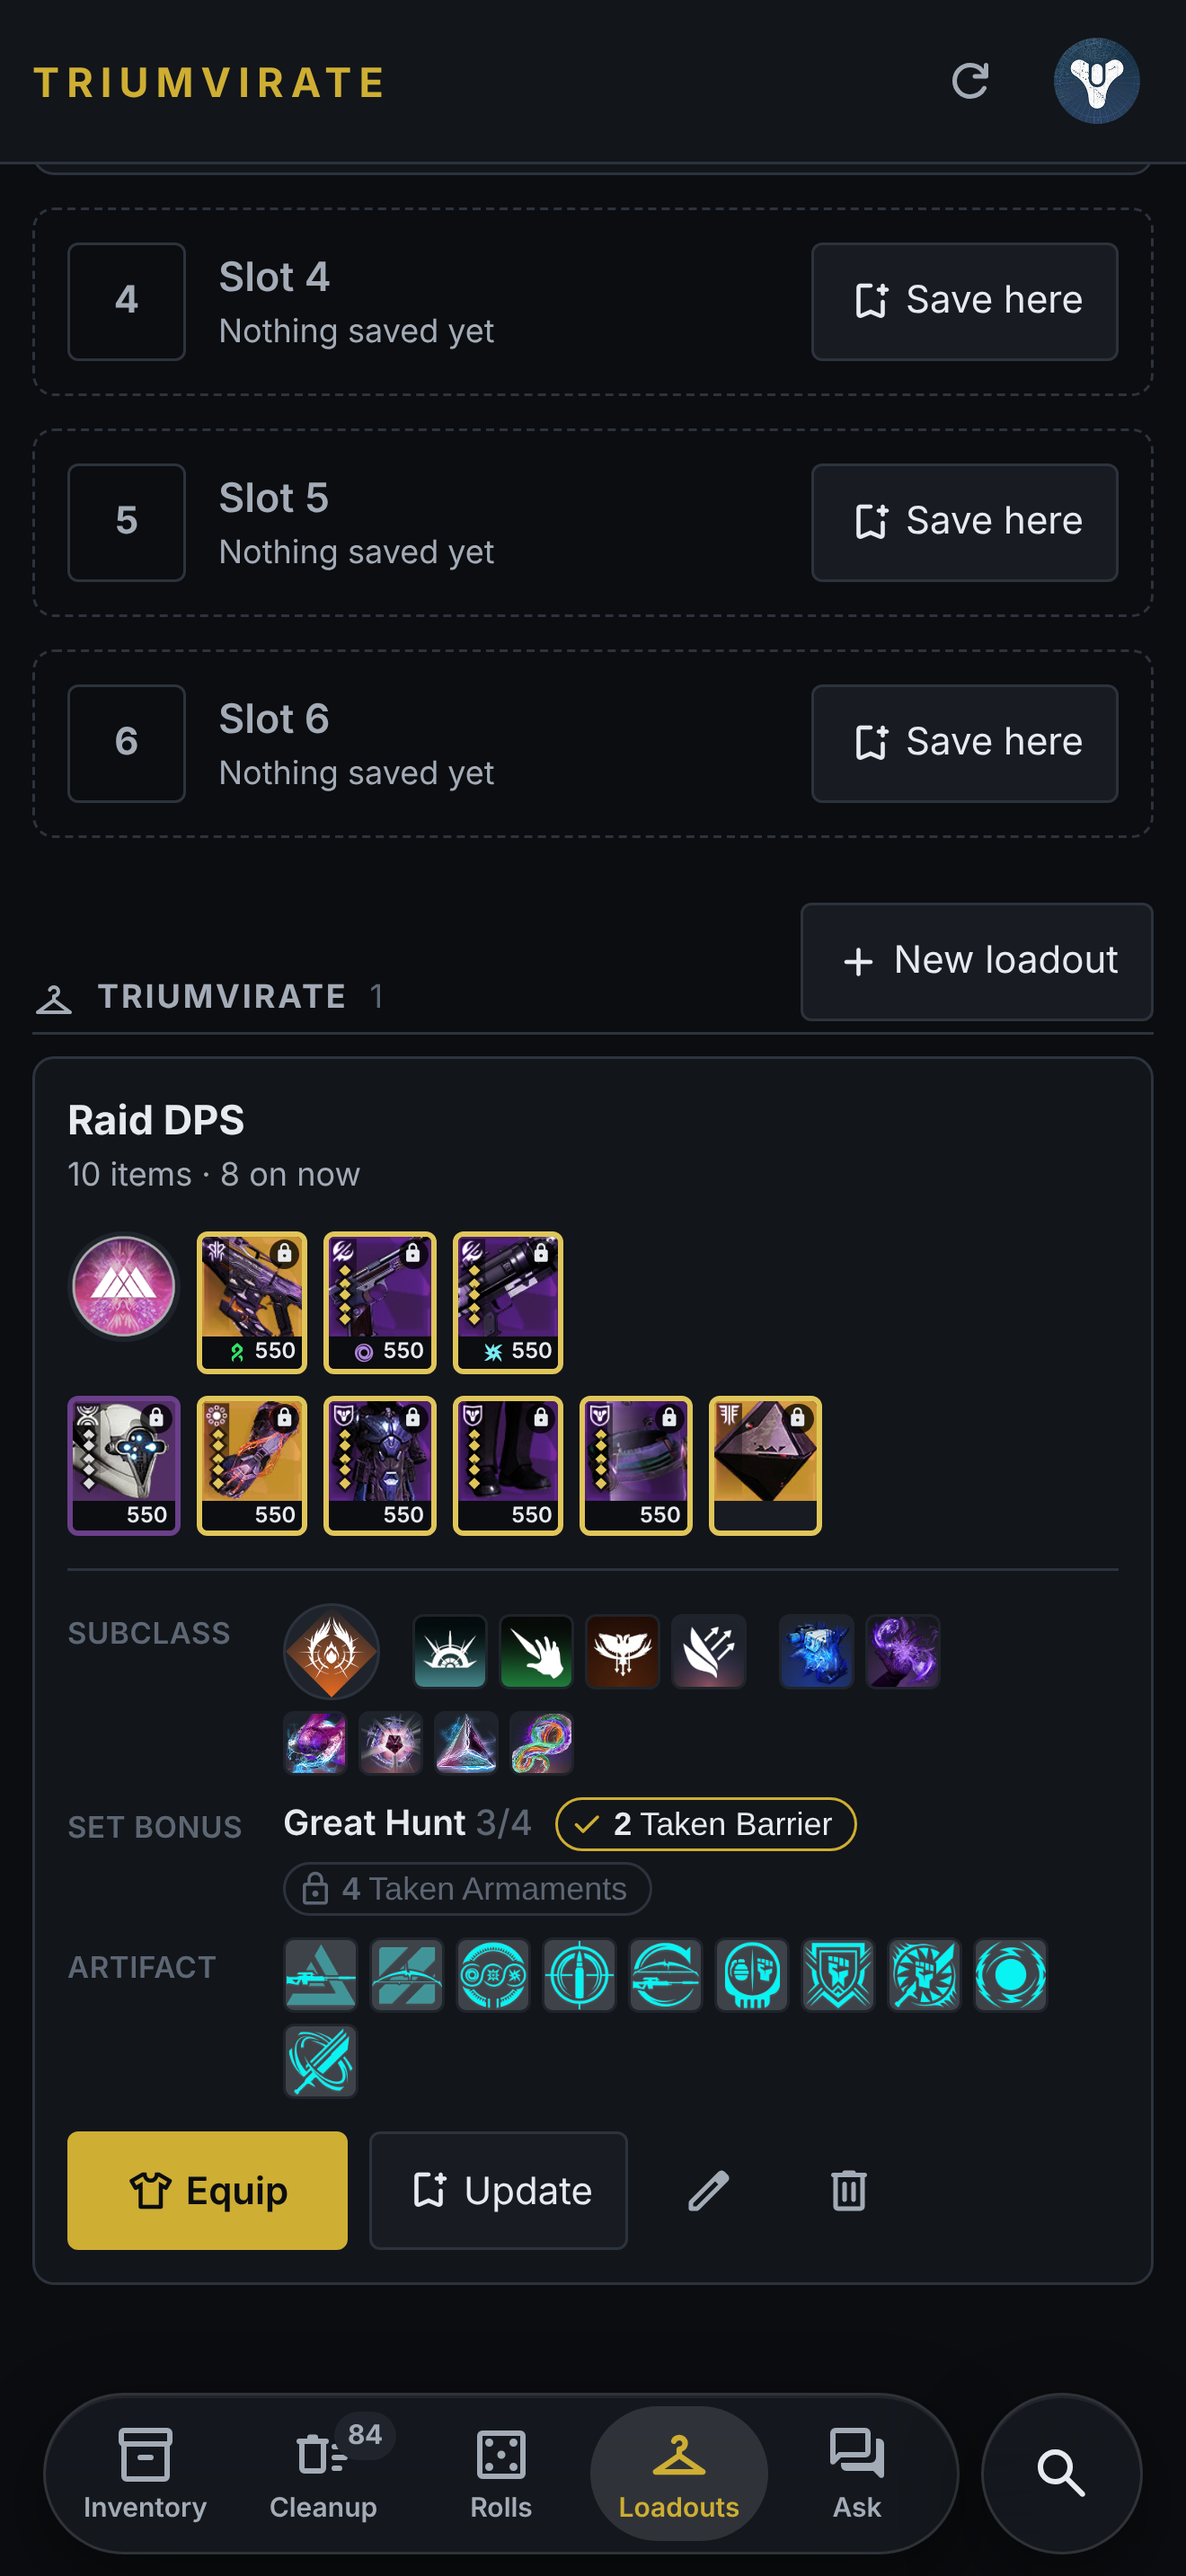 TRIUMVIRATE
4
Slot 4
Nothing saved yet
Save here
5
Slot 5
Nothing saved yet
Save here
6
Slot 6
Nothing saved yet
Save here
New loadout
TRIUMVIRATE 1
Raid DPS
10 items · 8 on now
550 550 550
550 550 550 550 550
SUBCLASS
SET BONUS
Great Hunt 3/4
2 Taken Barrier
4 Taken Armaments
ARTIFACT
Equip
Update
84
Inventory
Cleanup
Rolls
Loadouts
Ask